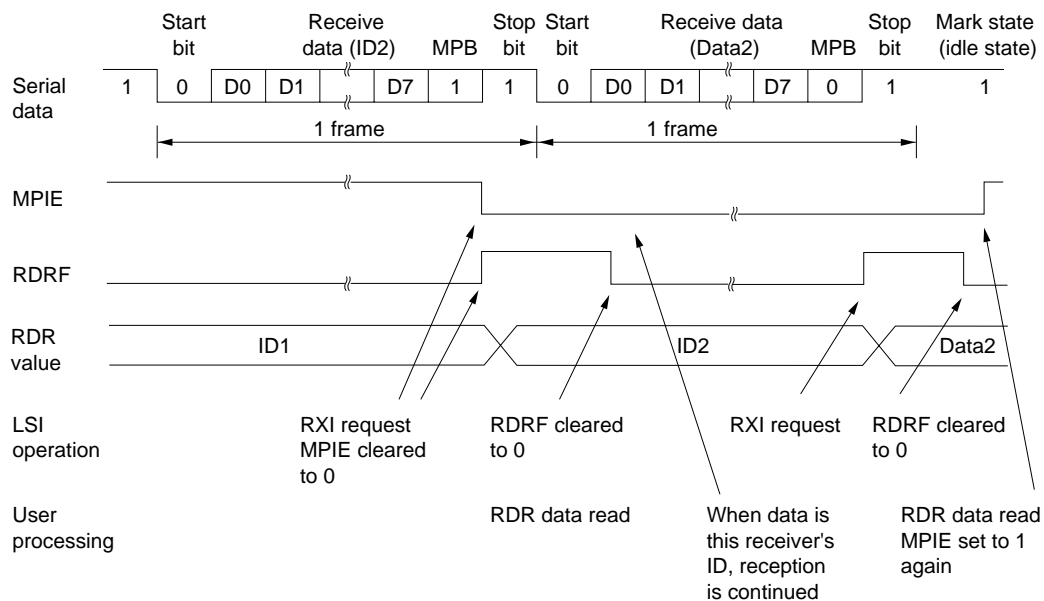 Start bit
Receive data (ID2)
MPB
Stop bit
Start bit
Receive data (Data2)
MPB
Stop bit
Mark state (idle state)
Serial data
1 0 D0 D1 D7 1 1 0 D0 D1 D7 0 1 1
1 frame 1 frame
MPIE
RDRF
RDR value
ID1 ID2 Data2
LSI operation
RXI request
MPIE cleared
to 0
RDRF cleared
to 0
RXI request
RDRF cleared
to 0
User processing
RDR data read
When data is
this receiver's
ID, reception
is continued
RDR data read
MPIE set to 1
again